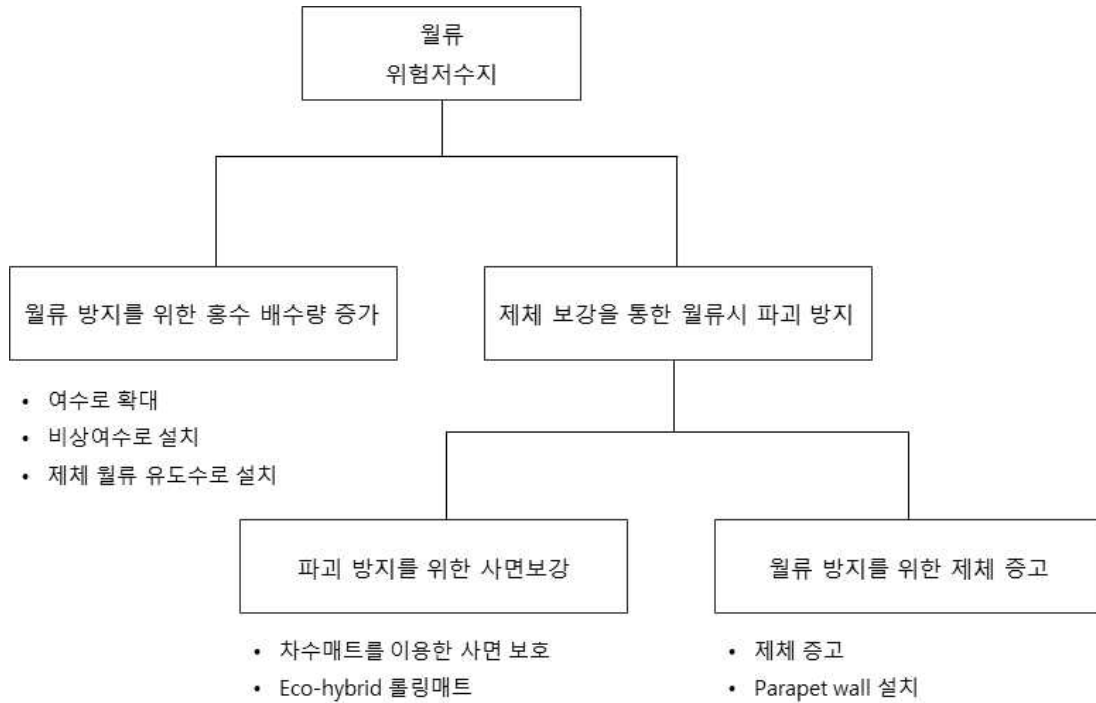 월류
위험저수지
월류 방지를 위한 홍수 배수량 증가
제체 보강을 통한 월류시 파괴 방지
• 여수로 확대
• 비상여수로 설치
• 제체 월류 유도수로 설치
파괴 방지를 위한 사면보강
월류 방지를 위한 제체 증고
• 차수매트를 이용한 사면 보호
• Eco-hybrid 롤링매트
• 제체 증고
• Parapet wall 설치